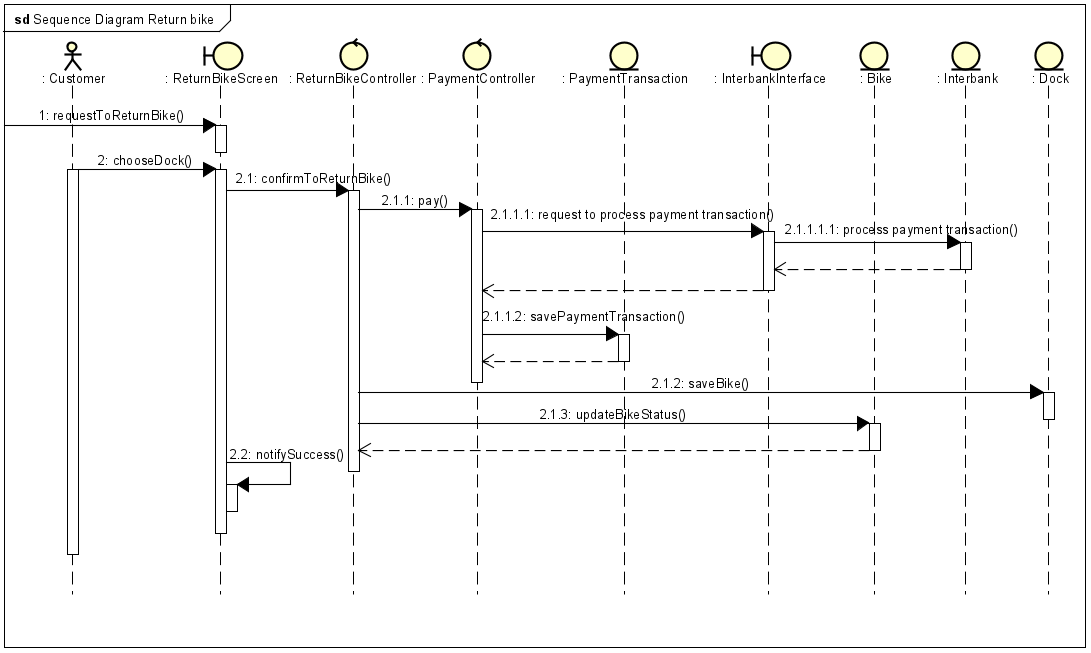 sd Sequence Diagram Return bike
: Customer
: ReturnBikeScreen
: ReturnBikeController
: PaymentController
: PaymentTransaction
: InterbankInterface
: Bike
: Interbank
: Dock
1: requestToReturnBike()
2: chooseDock()
2.1: confirmToReturnBike()
2.1.1: pay()
2.1.1.1: request to process payment transaction()
2.1.1.1.1: process payment transaction()
2.1.1.2: savePaymentTransaction()
2.1.2: saveBike()
2.1.3: updateBikeStatus()
2.2: notifySuccess()